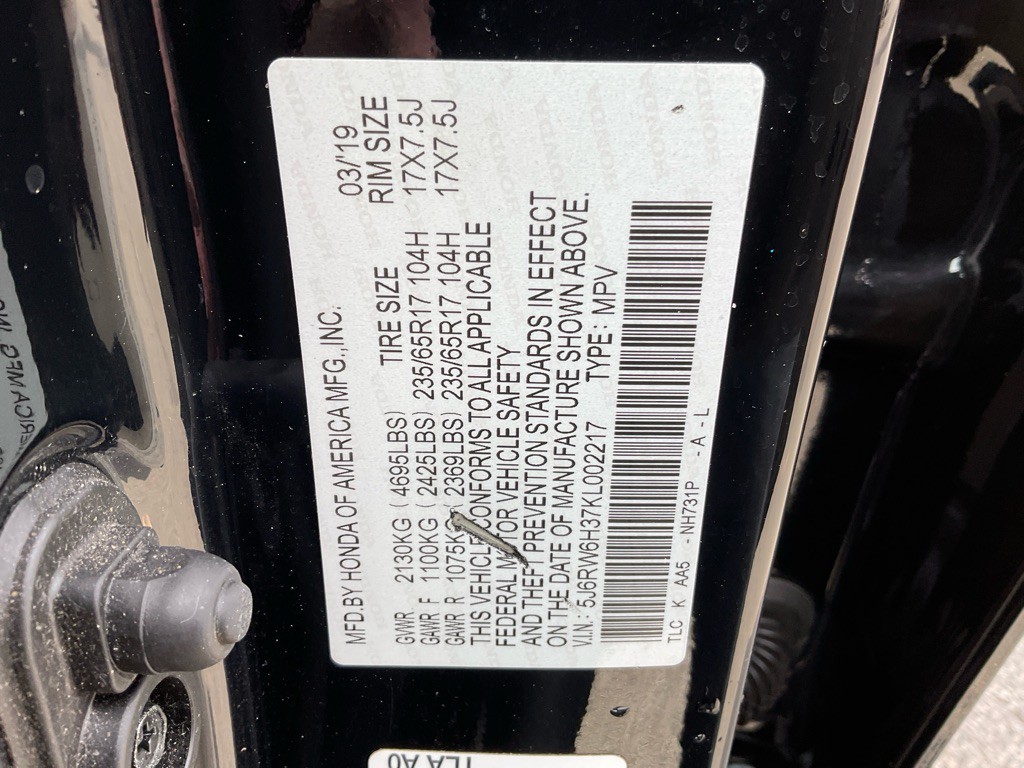 MFD.BY HONDA OF AMERICA MFG.,INC. 03/'19
GVWR 2130KG ( 4695LBS) TIRE SIZE RIM SIZE
GAWR F 1100KG ( 2425LBS) 235/65R17 104H 17X7.5J
GAWR R 1075KG ( 2369LBS) 235/65R17 104H 17X7.5J
THIS VEHICLE CONFORMS TO ALL APPLICABLE
FEDERAL MOTOR VEHICLE SAFETY
AND THEFT PREVENTION STANDARDS IN EFFECT
ON THE DATE OF MANUFACTURE SHOWN ABOVE.
V.I.N.: 5J6RW6H37KL002217 TYPE : MPV
TLC K AA5 -NH731P -A -L
TLA A0